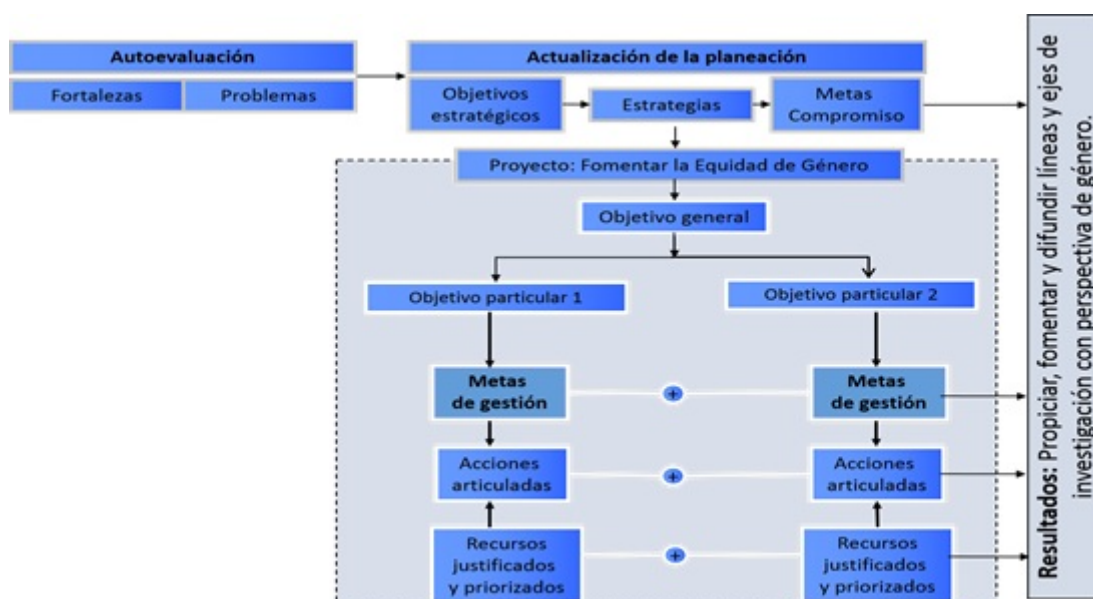 Autoevaluación
Fortalezas
Problemas
Actualización de la planeación
Objetivos
estratégicos
Estrategias
Metas
Compromiso
Proyecto: Fomentar la Equidad de Género
Objetivo general
Objetivo particular 1
Objetivo particular 2
Metas
de gestión
+
Metas
de gestión
Acciones
articuladas
+
Acciones
articuladas
Recursos
justificados
y priorizados
+
Recursos
justificados
y priorizados
Resultados: Propiciar, fomentar y difundir líneas y ejes de
investigación con perspectiva de género.